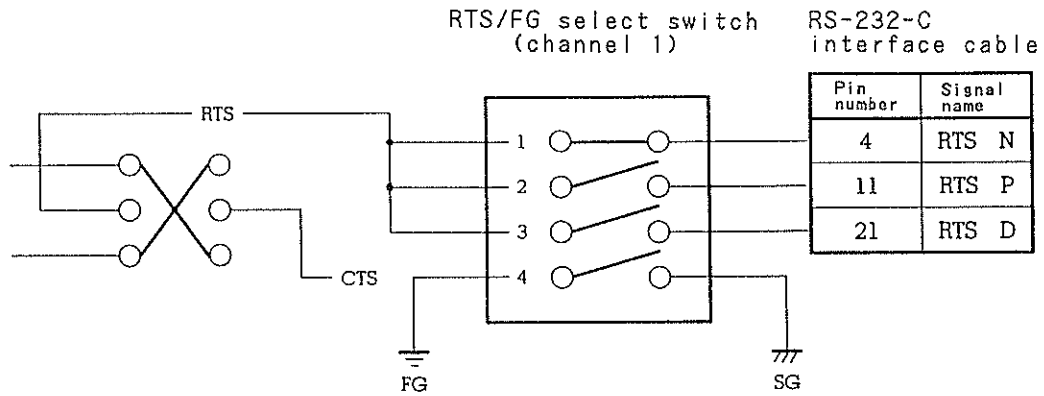 RTS/FG select switch
(channel 1)
RS-232-C
interface cable
Pin number
Signal name
4 RTS N
11 RTS P
21 RTS D
RTS
1
2
3
4
CTS
FG
SG